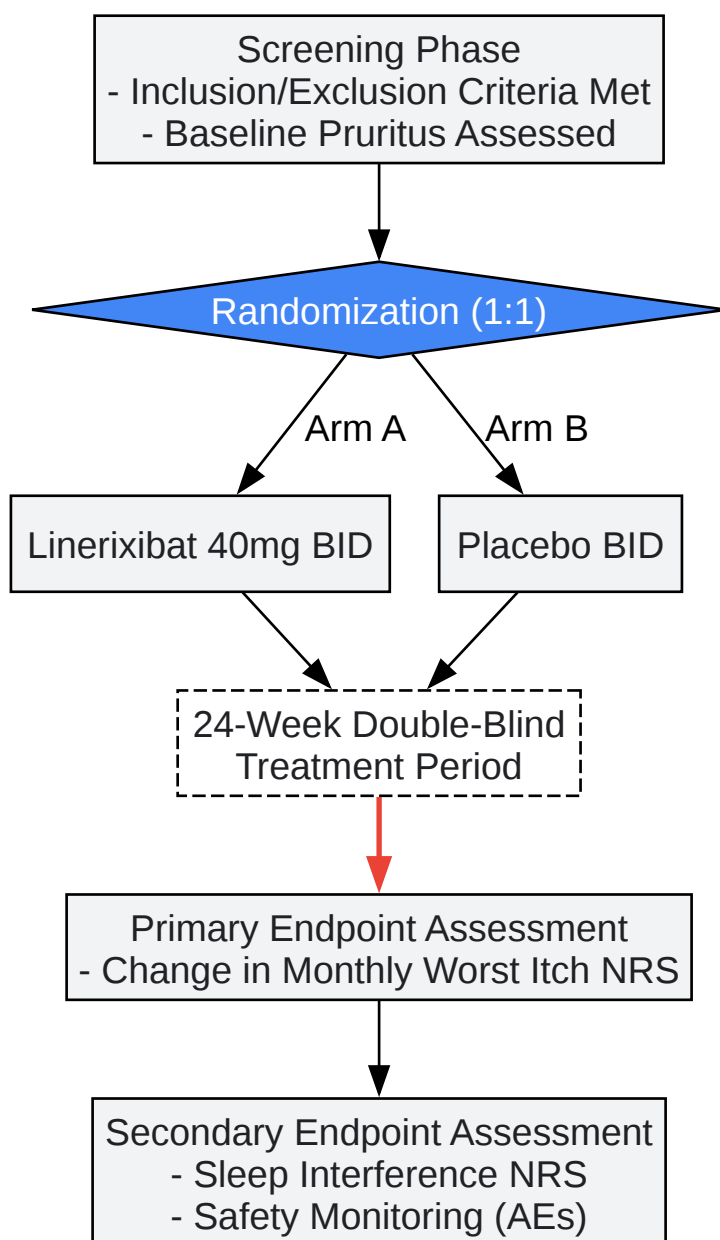 Screening Phase
- Inclusion/Exclusion Criteria Met
- Baseline Pruritus Assessed
Randomization (1:1)
Arm A
Arm B
Linerixibat 40mg BID
Placebo BID
24-Week Double-Blind
Treatment Period
Primary Endpoint Assessment
- Change in Monthly Worst Itch NRS
Secondary Endpoint Assessment
- Sleep Interference NRS
- Safety Monitoring (AEs)